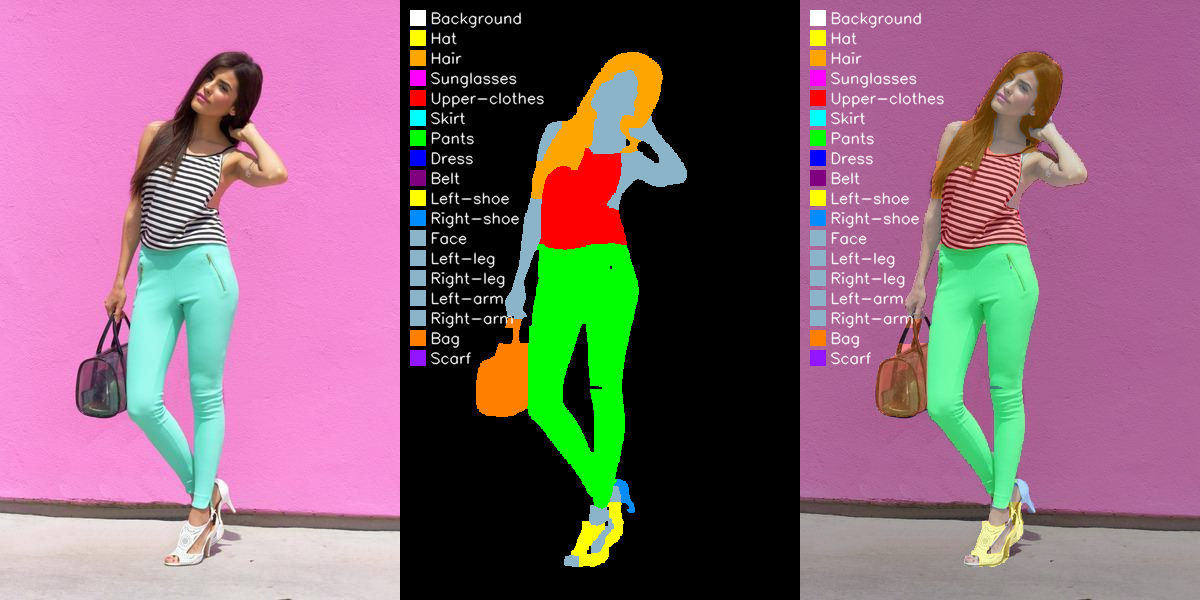 Background
Hat
Hair
Sunglasses
Upper-clothes
Skirt
Pants
Dress
Belt
Left-shoe
Right-shoe
Face
Left-leg
Right-leg
Left-arm
Right-arm
Bag
Scarf
Background
Hat
Hair
Sunglasses
Upper-clothes
Skirt
Pants
Dress
Belt
Left-shoe
Right-shoe
Face
Left-leg
Right-leg
Left-arm
Right-arm
Bag
Scarf